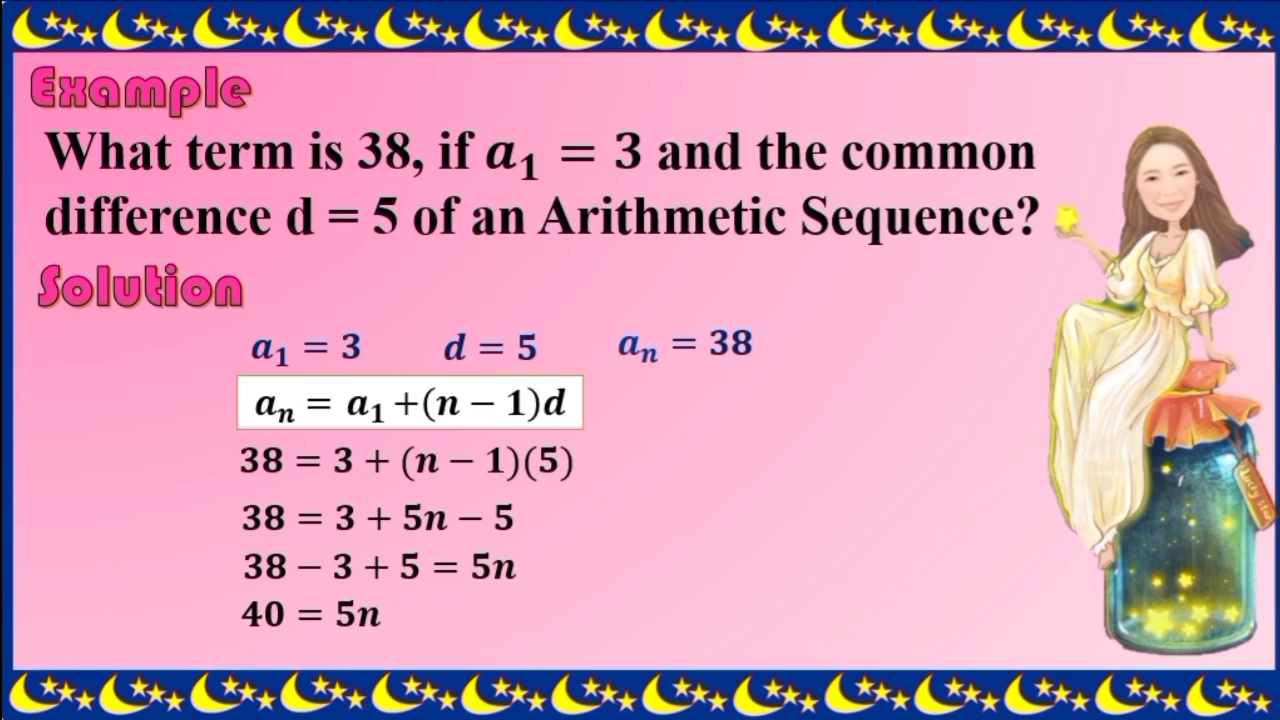 Example
What term is 38, if a₁ = 3 and the common
difference d = 5 of an Arithmetic Sequence?
Solution
a₁ = 3 d = 5 aₙ = 38
aₙ = a₁ +(n − 1)d
38 = 3 + (n − 1)(5)
38 = 3 + 5n − 5
38 − 3 + 5 = 5n
40 = 5n
Lucky Star